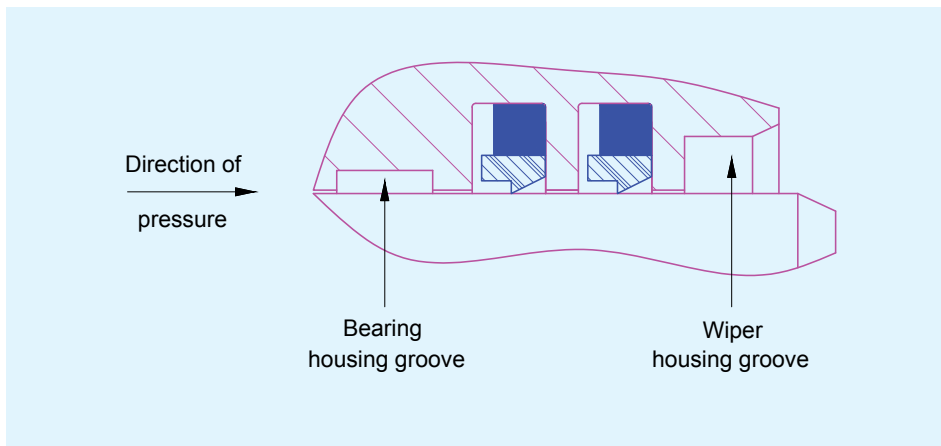 Direction of
pressure
Bearing
housing groove
Wiper
housing groove